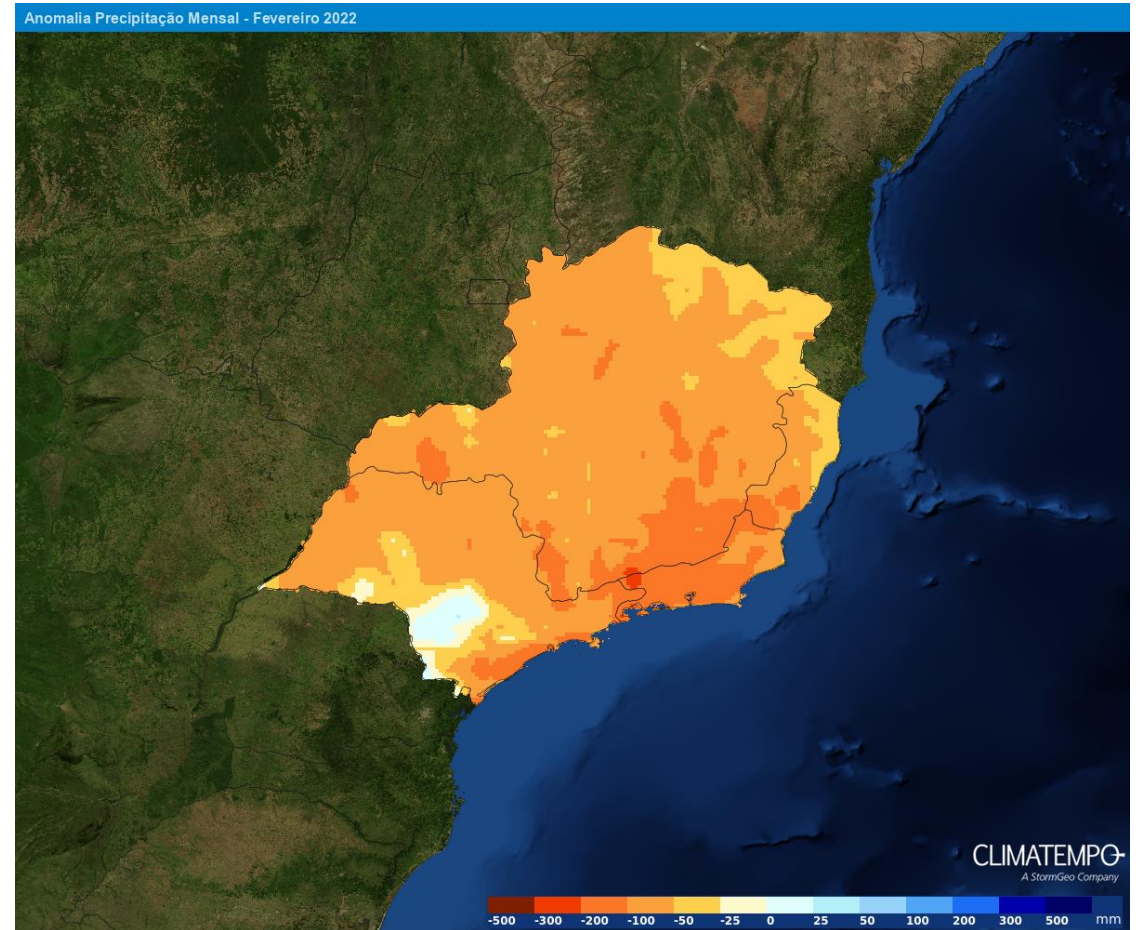 Anomalia Precipitação Mensal - Fevereiro 2022
CLIMATEMPO
A StormGeo Company
-500 -300 -200 -100 -50 -25 0 25 50 100 200 300 500 mm